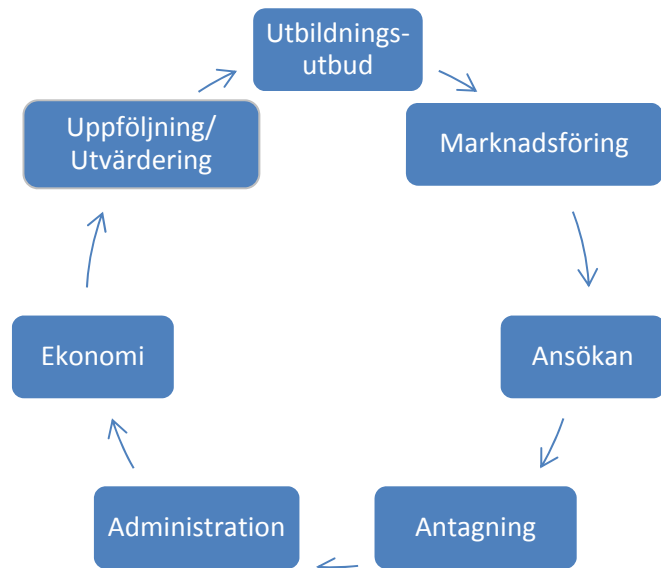 Utbildnings-
utbud
Marknadsföring
Ansökan
Antagning
Administration
Ekonomi
Uppföljning/
Utvärdering